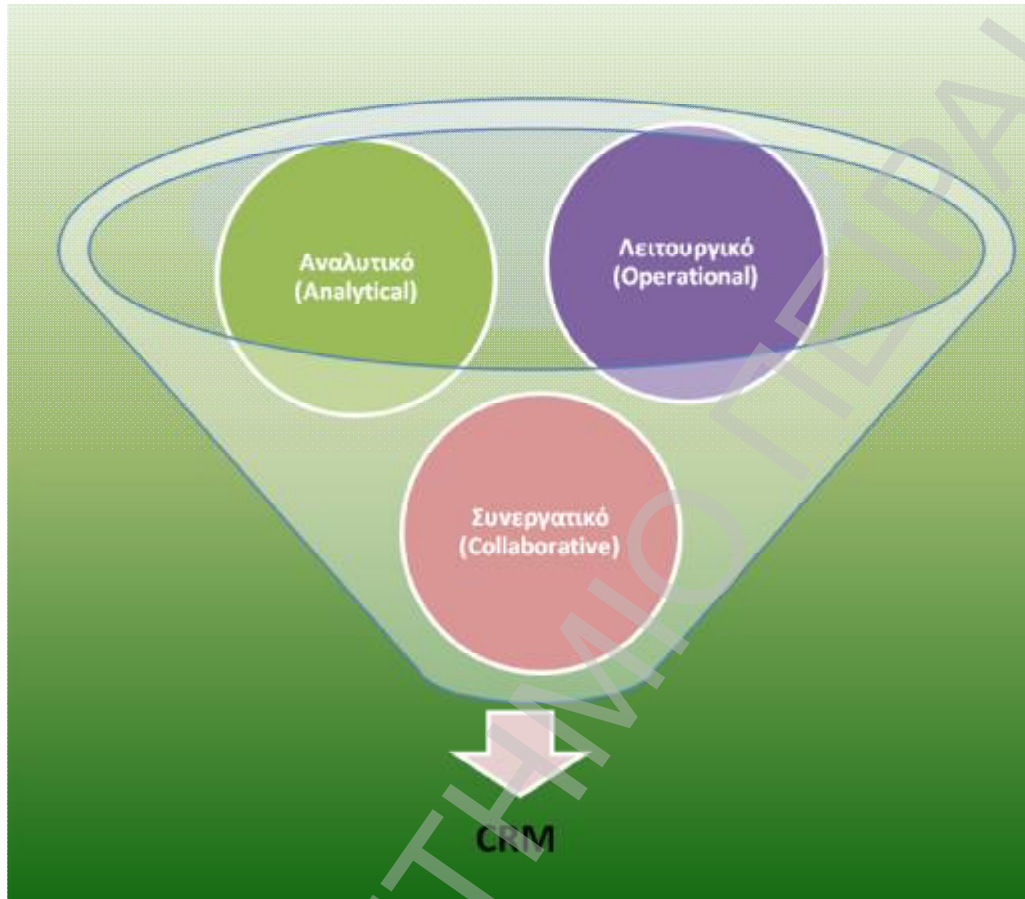 Αναλυτικό
(Analytical)
Λειτουργικό
(Operational)
Συνεργατικό
(Collaborative)
CRM